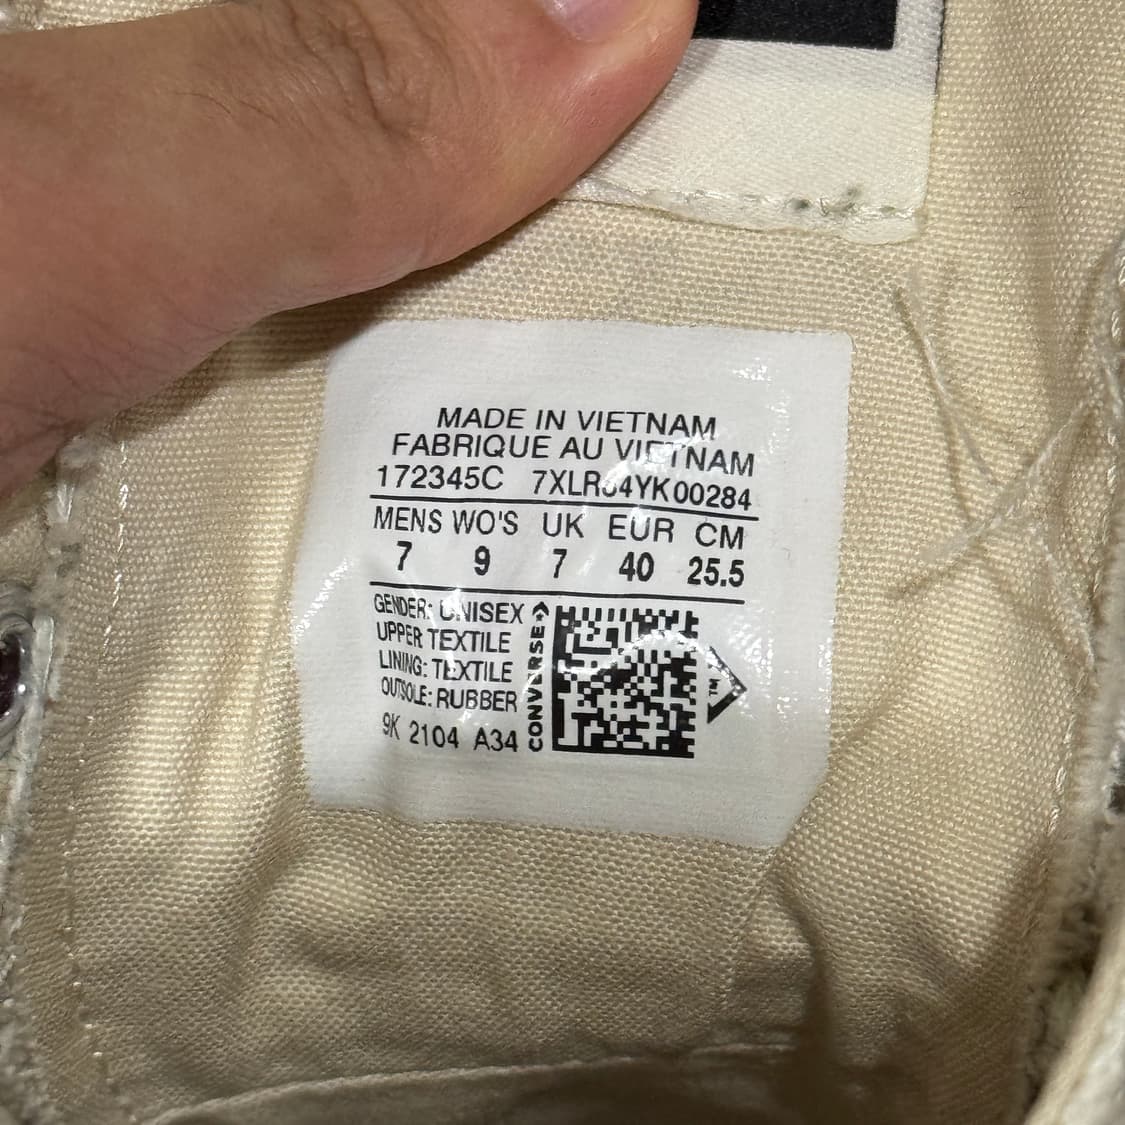 MADE IN VIETNAM
FABRIQUE AU VIETNAM
172345C
MENS WO'S UK EUR CM
7 9 7 40 25.5
GENDER: UNISEX
UPPER TEXTILE
LINING: TEXTILE
OUTSOLE: RUBBER
9K 2104 A34
CONVERSE
TM